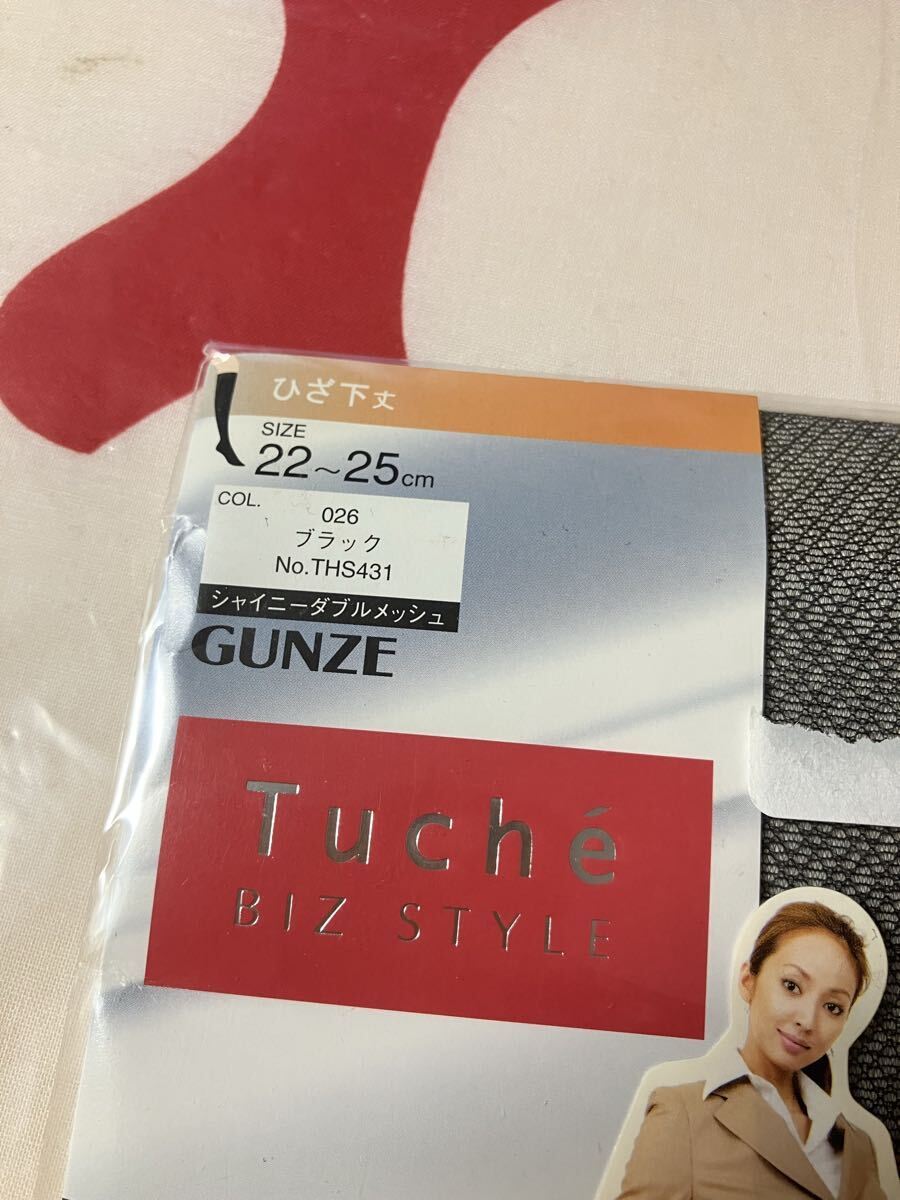 ひざ下丈
SIZE
22~25cm
COL.
026
ブラック
No.THS431
シャイニーダブルメッシュ
GUNZE
Tuché
BIZ STYLE